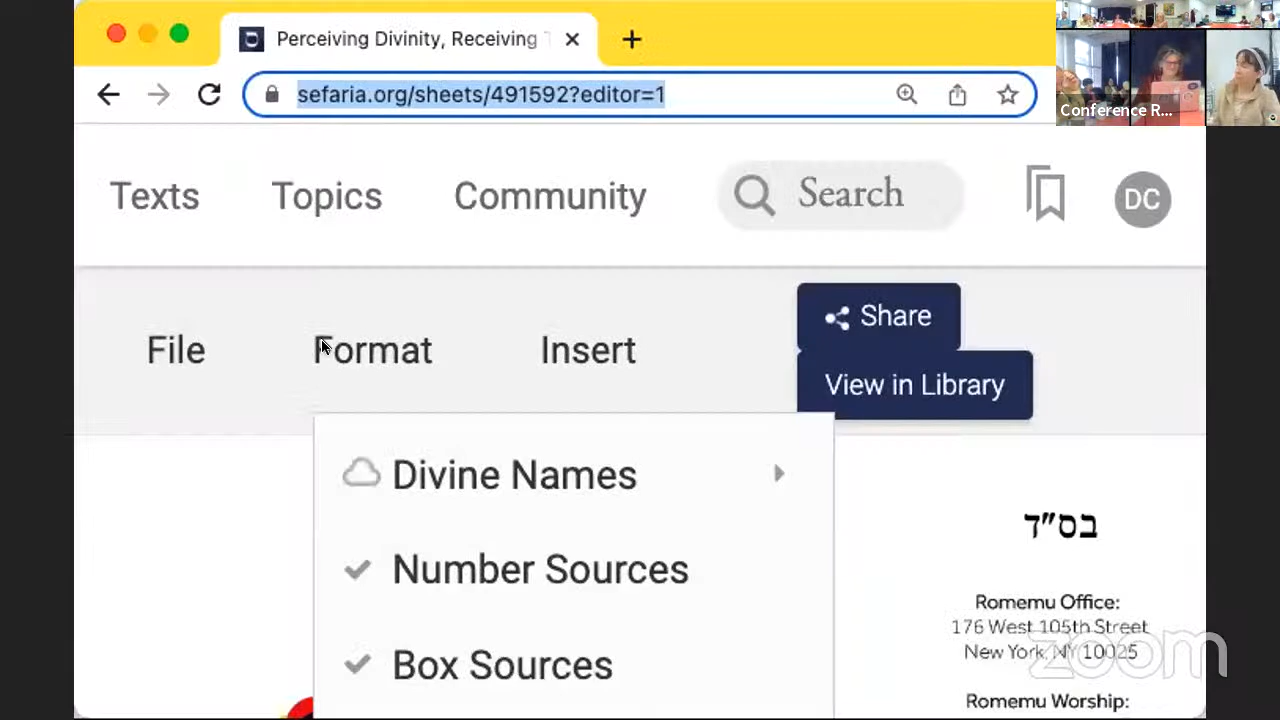 Perceiving Divinity, Receiving
sefaria.org/sheets/491592?editor=1
Conference R...
Texts
Topics
Community
Search
DC
File
Format
Insert
Share
View in Library
Divine Names
Number Sources
Box Sources
בס"ד
Romemu Office:
176 West 105th Street
New York, NY 10025
Romemu Worship:
zoom